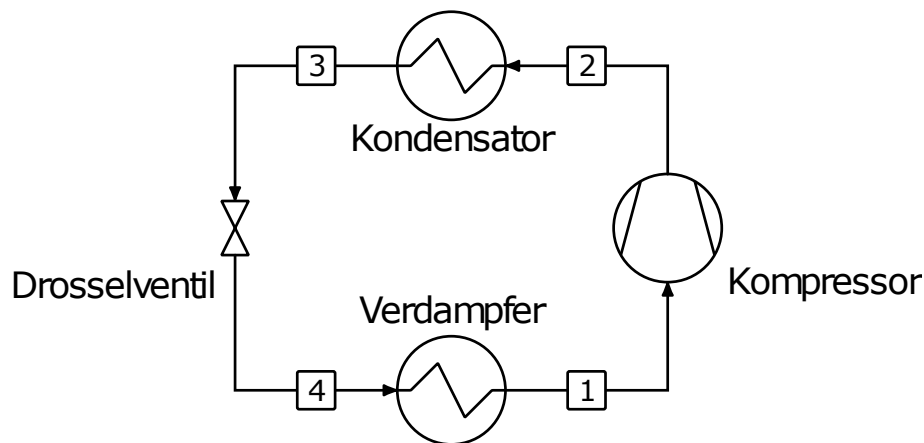 3
2
Kondensator
Drosselventil
Kompressor
Verdampfer
4
1